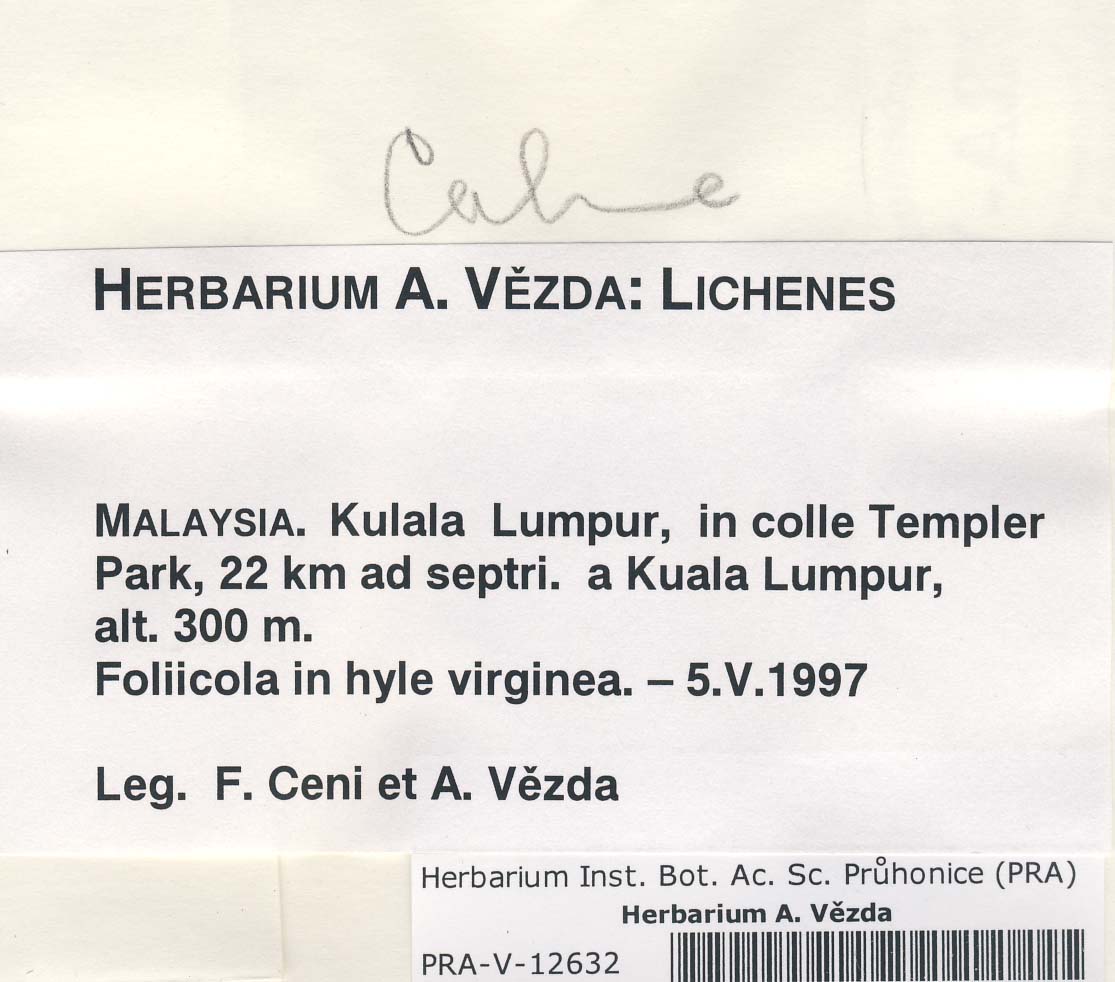 HERBARIUM A. VĚZDA: LICHENES
MALAYSIA. Kulala Lumpur, in colle Templer
Park, 22 km ad septri. a Kuala Lumpur,
alt. 300 m.
Foliicola in hyle virginea. – 5.V.1997
Leg. F. Ceni et A. Vězda
Herbarium Inst. Bot. Ac. Sc. Průhonice (PRA)
Herbarium A. Vězda
PRA-V-12632